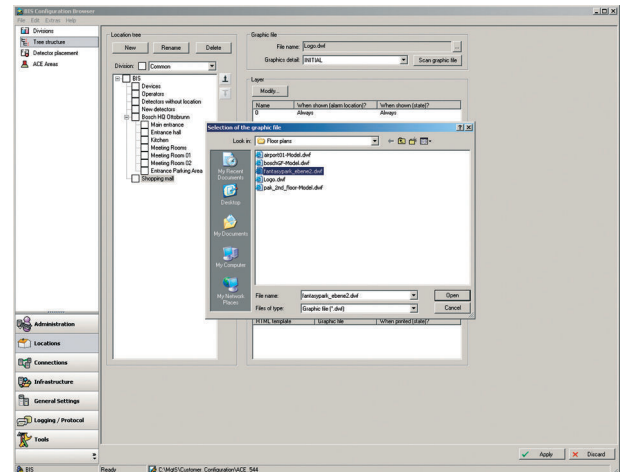 BIS Configuration Browser
File Edit Extras Help
Divisions
Tree structure
Detector placement
ACE Areas
Location tree
New
Rename
Delete
Division:
Common
BIS
Devices
Operators
Detectors without location
New detectors
Bosch HQ Ottobrunn
Main entrance
Entrance hall
Kitchen
Meeting Rooms
Meeting Room 01
Meeting Room 02
Entrance Parking Area
Shopping mall
Graphic file
File name:
Logo.dwf
...
Graphics detail:
INITIAL
Scan graphic file
Layer
Modify...
Name
When shown (alarm location)?
When shown (state)?
0
Always
Always
Selection of the graphic file
Look in:
Floor plans
My Recent Documents
Desktop
My Documents
My Computer
My Network Places
airport01-Model.dwf
boschGF-Model.dwf
fantasypark_ebene2.dwf
Logo.dwf
pak_2nd_floor-Model.dwf
File name:
fantasypark_ebene2.dwf
Open
Files of type:
Graphic file (*.dwf)
Cancel
HTML template
Graphic file
When printed (state)?
Administration
Locations
Connections
Infrastructure
General Settings
Logging / Protocol
Tools
Apply
Discard
BIS
Ready
C:\MgtS\Customer_Configuration\ACE_544